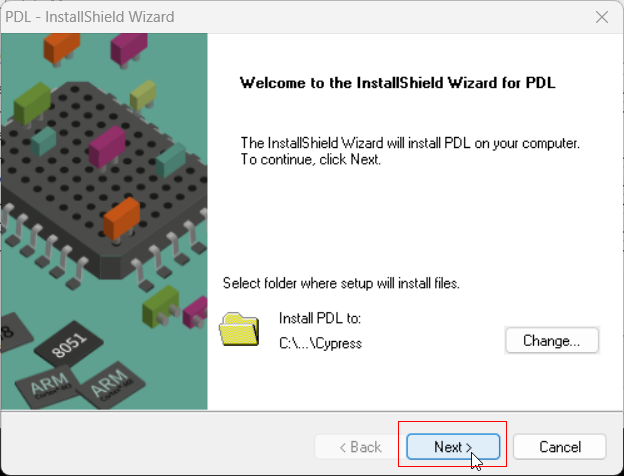 PDL - InstallShield Wizard
Welcome to the InstallShield Wizard for PDL
The InstallShield Wizard will install PDL on your computer.
To continue, click Next.
Select folder where setup will install files.
Install PDL to:
C:\...\Cypress
Change...
8051
ARM
ARM
< Back
Next >
Cancel